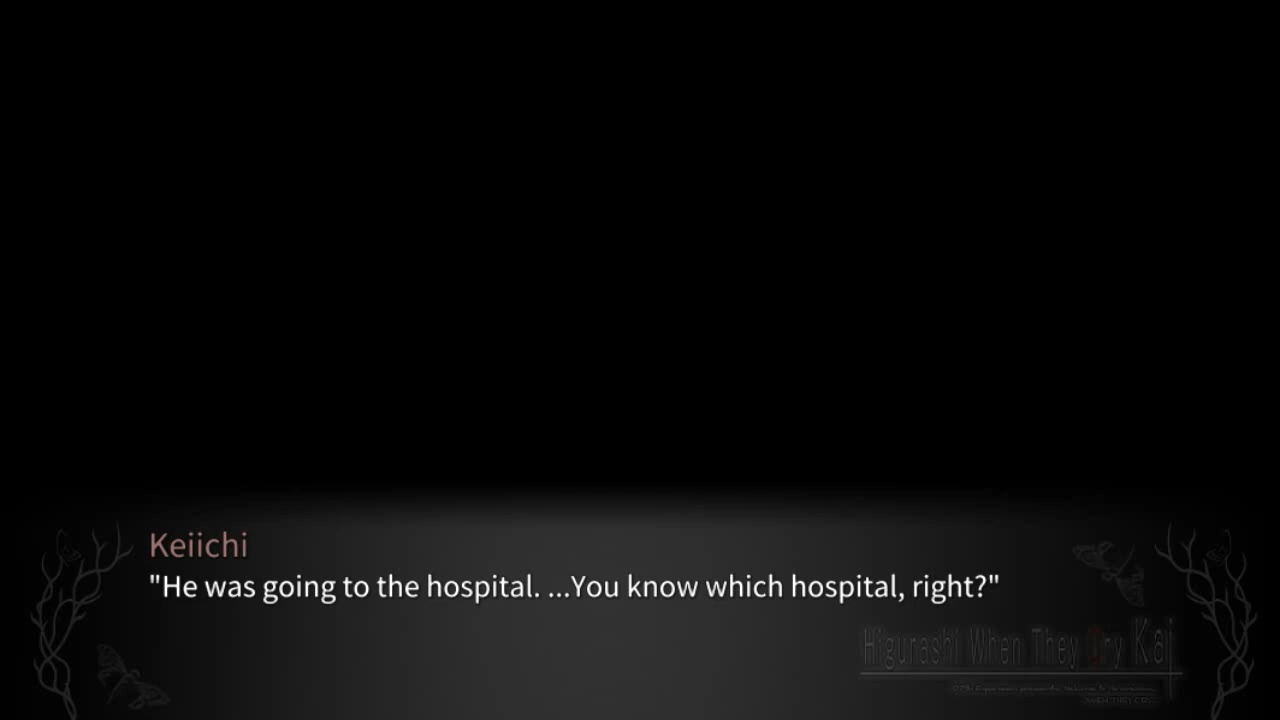 Keiichi
"He was going to the hospital. ...You know which hospital, right?"
Higurashi When They Cry Kai